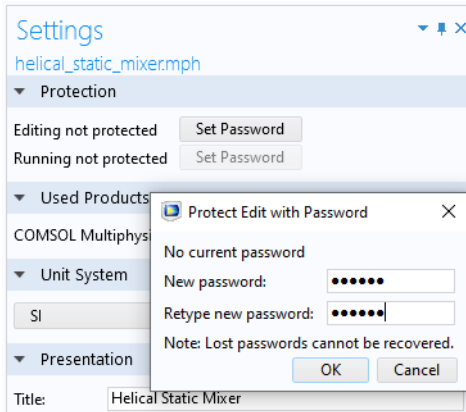 Settings
helical_static_mixer.mph
Protection
Editing not protected Set Password
Running not protected Set Password
Used Products
COMSOL Multiphysi
Unit System
SI
Presentation
Title: Helical Static Mixer
Protect Edit with Password
No current password
New password: ●●●●●●
Retype new password: ●●●●●●
Note: Lost passwords cannot be recovered.
OK Cancel